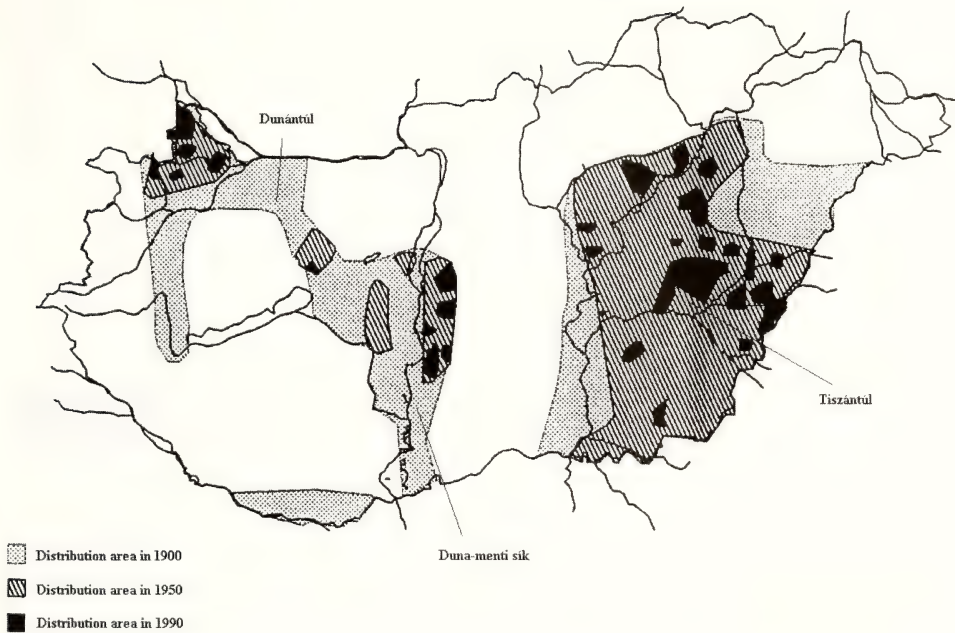 Dunántúl
Tiszántúl
Duna-menti sík
Distribution area in 1900
Distribution area in 1950
Distribution area in 1990